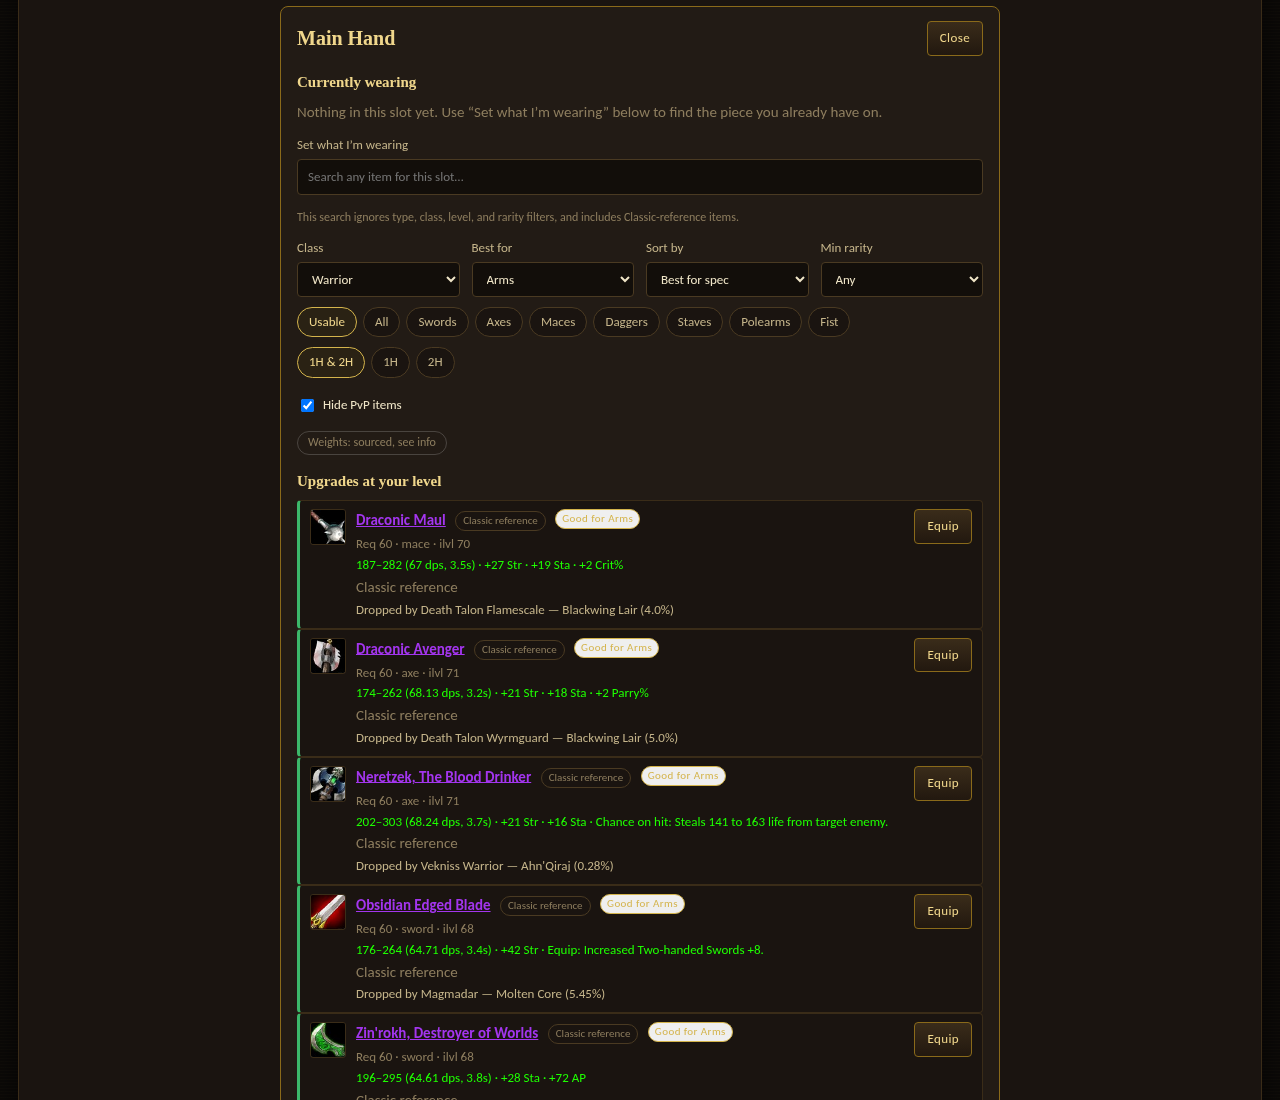 Main Hand
Close
Currently wearing
Nothing in this slot yet. Use “Set what I’m wearing” below to find the piece you already have on.
Set what I’m wearing
Search any item for this slot...
This search ignores type, class, level, and rarity filters, and includes Classic-reference items.
Class Best for Sort by Min rarity
Warrior Arms Best for spec Any
Usable All Swords Axes Maces Daggers Staves Polearms Fist
1H & 2H 1H 2H
Hide PvP items
Weights: sourced, see info
Upgrades at your level
Draconic Maul Classic reference Good for Arms
Equip
Req 60 · mace · ilvl 70
187–282 (67 dps, 3.5s) · +27 Str · +19 Sta · +2 Crit%
Classic reference
Dropped by Death Talon Flamescale — Blackwing Lair (4.0%)
Draconic Avenger Classic reference Good for Arms
Equip
Req 60 · axe · ilvl 71
174–262 (68.13 dps, 3.2s) · +21 Str · +18 Sta · +2 Parry%
Classic reference
Dropped by Death Talon Wyrmguard — Blackwing Lair (5.0%)
Neretzek, The Blood Drinker Classic reference Good for Arms
Equip
Req 60 · axe · ilvl 71
202–303 (68.24 dps, 3.7s) · +21 Str · +16 Sta · Chance on hit: Steals 141 to 163 life from target enemy.
Classic reference
Dropped by Vekniss Warrior — Ahn'Qiraj (0.28%)
Obsidian Edged Blade Classic reference Good for Arms
Equip
Req 60 · sword · ilvl 68
176–264 (64.71 dps, 3.4s) · +42 Str · Equip: Increased Two-handed Swords +8.
Classic reference
Dropped by Magmadar — Molten Core (5.45%)
Zin'rokh, Destroyer of Worlds Classic reference Good for Arms
Equip
Req 60 · sword · ilvl 68
196–295 (64.61 dps, 3.8s) · +28 Sta · +72 AP
Classic reference